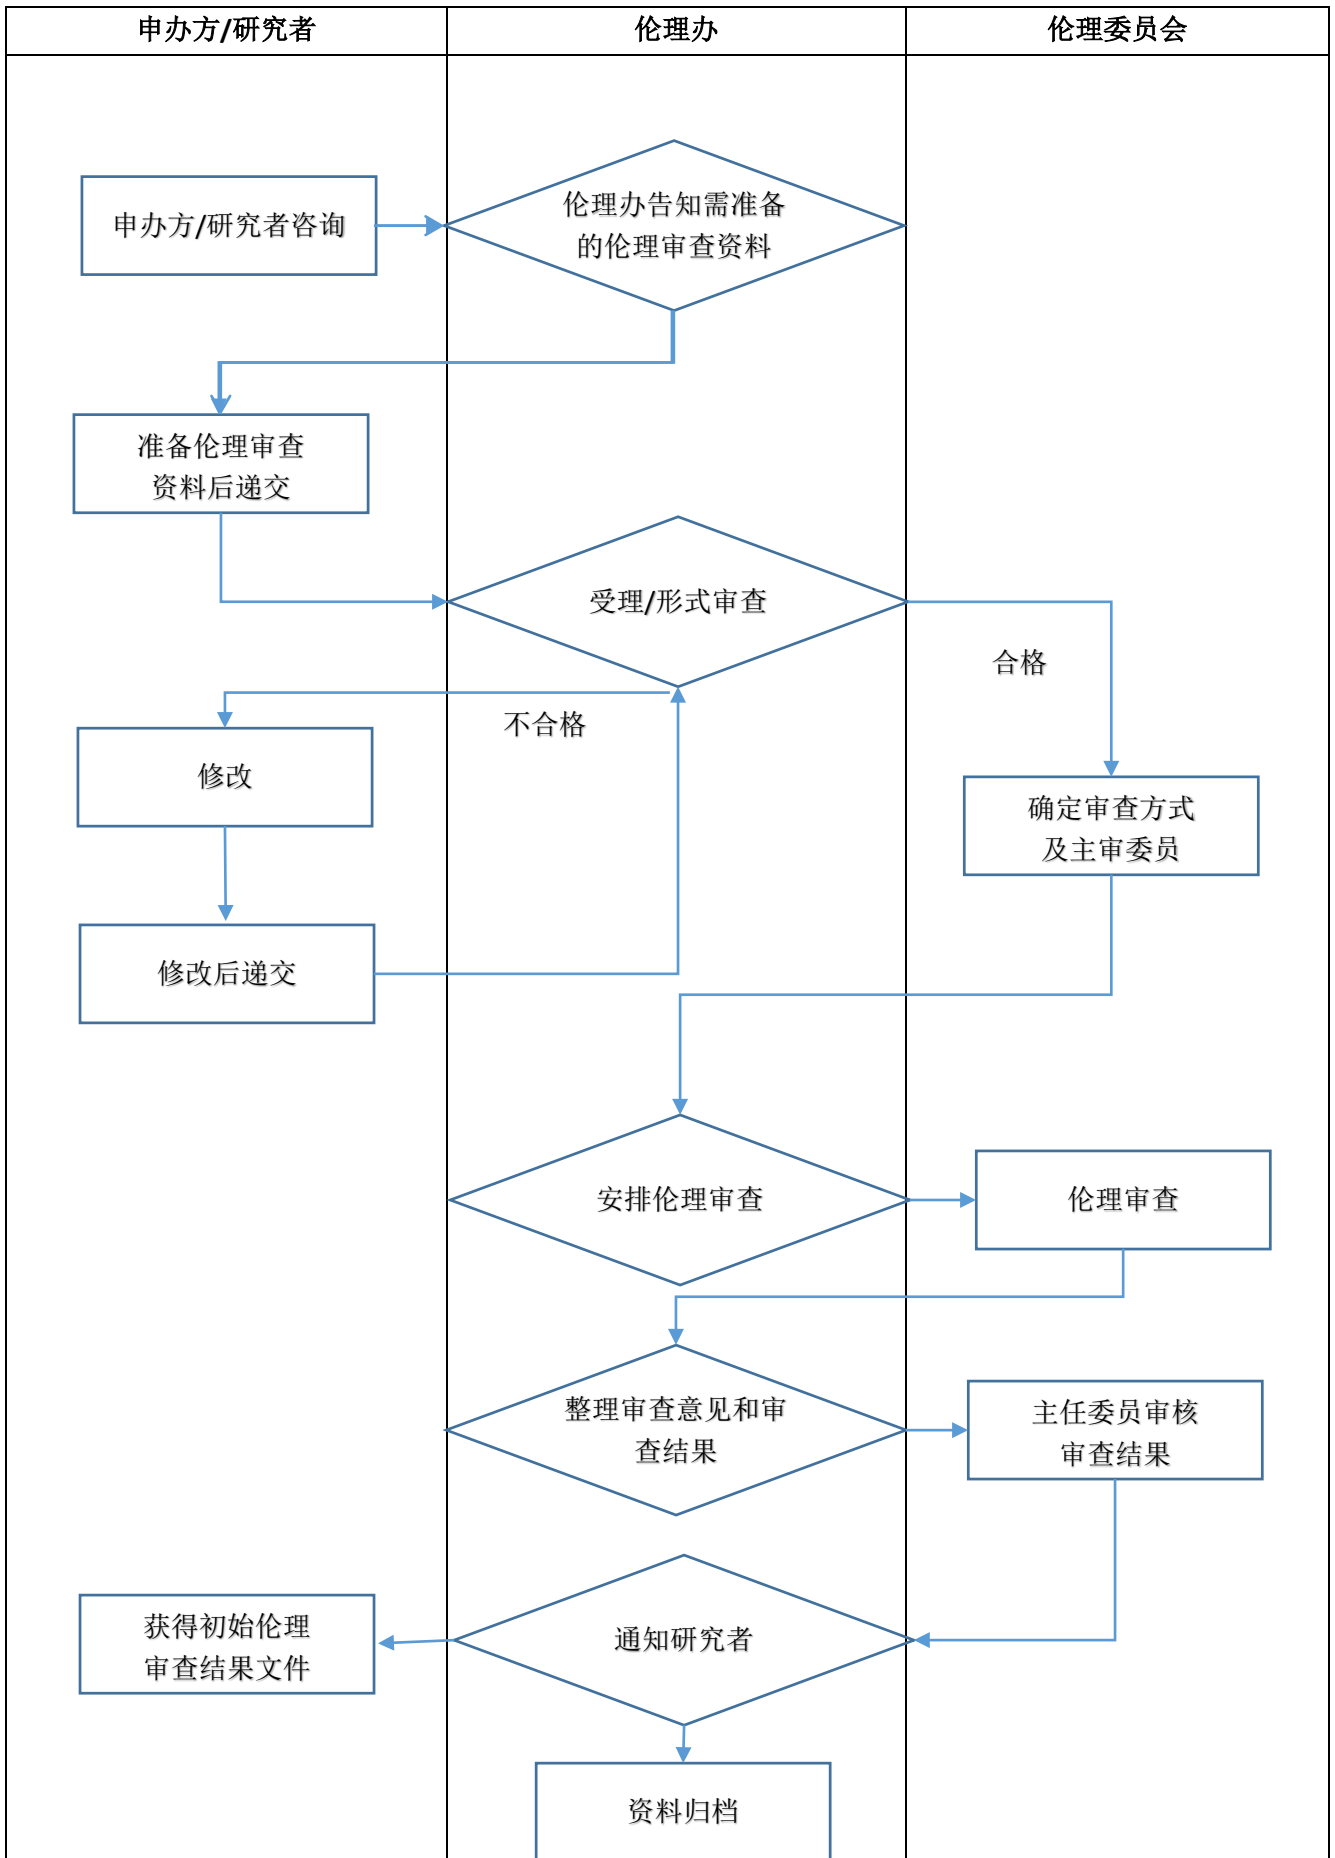 申办方/研究者
伦理办
伦理委员会
申办方/研究者咨询
伦理办告知需准备
的伦理审查资料
准备伦理审查
资料后递交
受理/形式审查
合格
不合格
修改
确定审查方式
及主审委员
修改后递交
安排伦理审查
伦理审查
整理审查意见和审
查结果
主任委员审核
审查结果
获得初始伦理
审查结果文件
通知研究者
资料归档